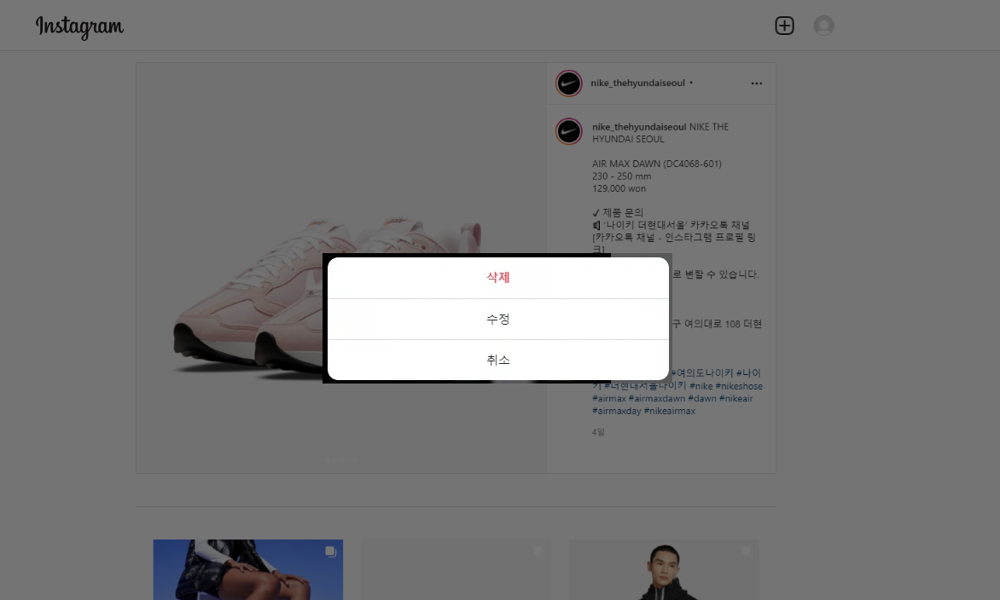 Instagram
nike_thehyundaiseoul •
nike_thehyundaiseoul NIKE THE
HYUNDAI SEOUL
AIR MAX DAWN (DC4068-601)
230 - 250 mm
129,000 won
✓ 제품 문의
'나이키 더현대서울' 카카오톡 채널
[카카오톡 채널 - 인스타그램 프로필 링
크]
로 변할 수 있습니다.
구 여의대로 108 더현
#여의도나이키 #나이
키 #더현대서울나이키 #nike #nikeshose
#airmax #airmaxdawn #dawn #nikeair
#airmaxday #nikeairmax
4일
삭제
수정
취소